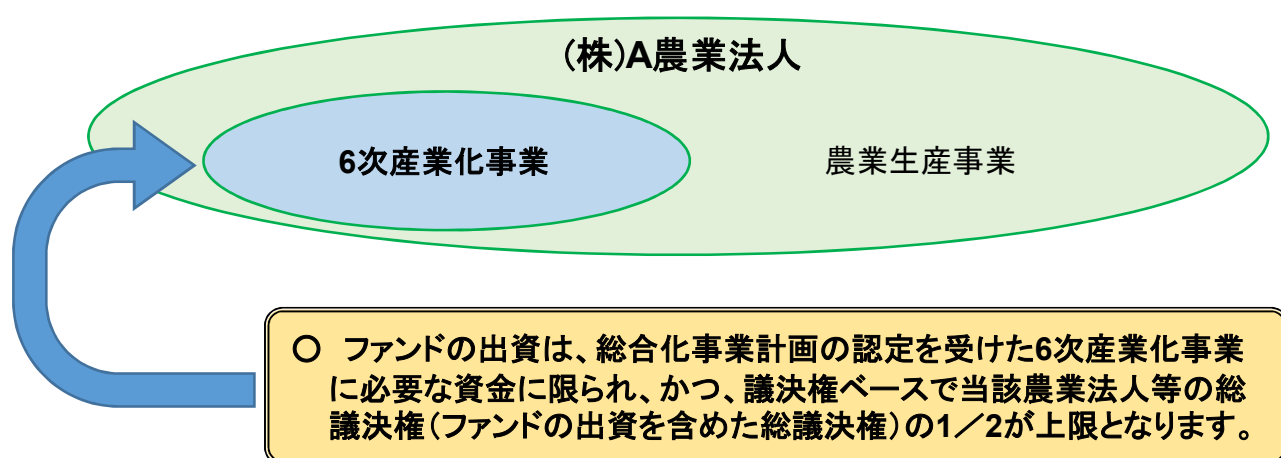 (株)A農業法人
6次産業化事業
農業生産事業
○ ファンドの出資は、総合化事業計画の認定を受けた6次産業化事業
に必要な資金に限られ、かつ、議決権ベースで当該農業法人等の総
議決権(ファンドの出資を含めた総議決権)の1/2が上限となります。